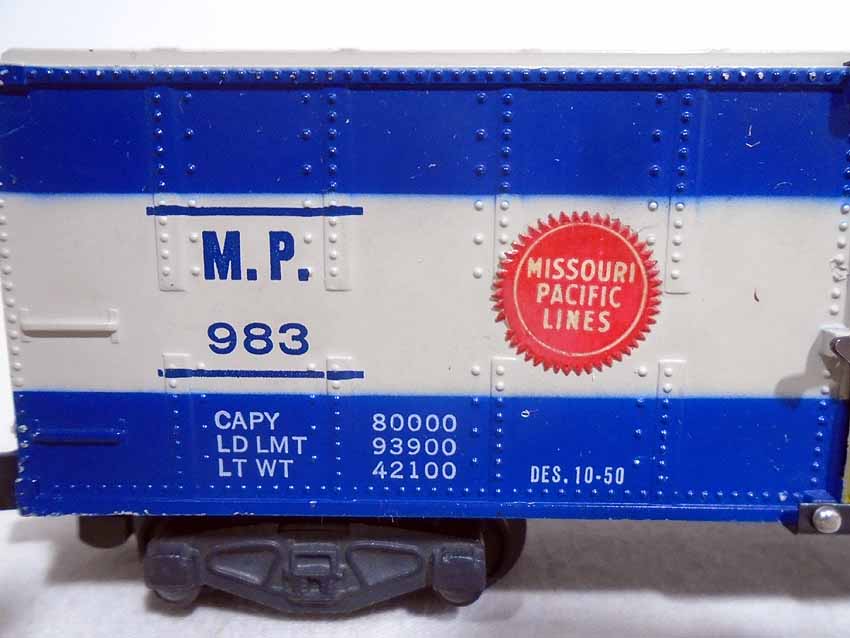 M.P.
983
MISSOURI
PACIFIC
LINES
CAPY 80000
LD LMT 93900
LT WT 42100
DES. 10-50